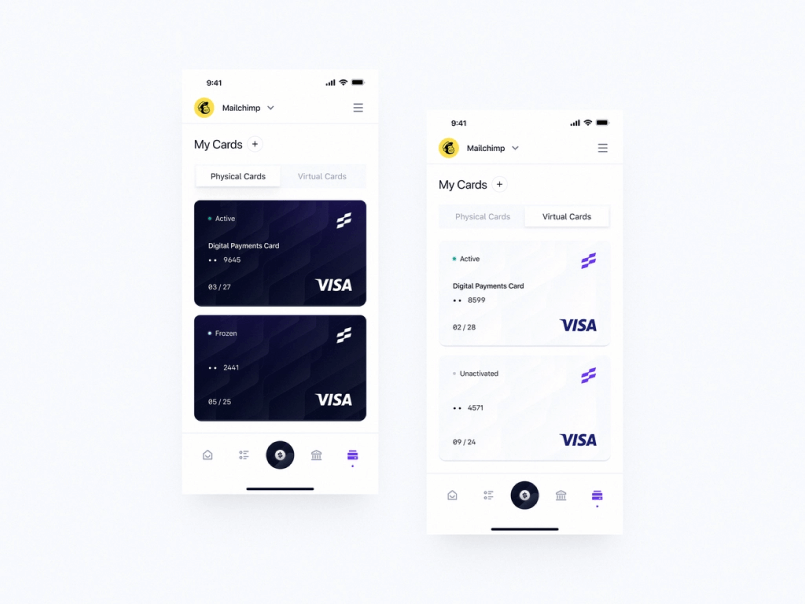 9:41
Mailchimp
My Cards +
Physical Cards Virtual Cards
Active
Digital Payments Card
•• 9645
03 / 27 VISA
Frozen
•• 2441
05 / 25 VISA
9:41
Mailchimp
My Cards +
Physical Cards Virtual Cards
Active
Digital Payments Card
•• 8599
02 / 28 VISA
Unactivated
•• 4571
09 / 24 VISA